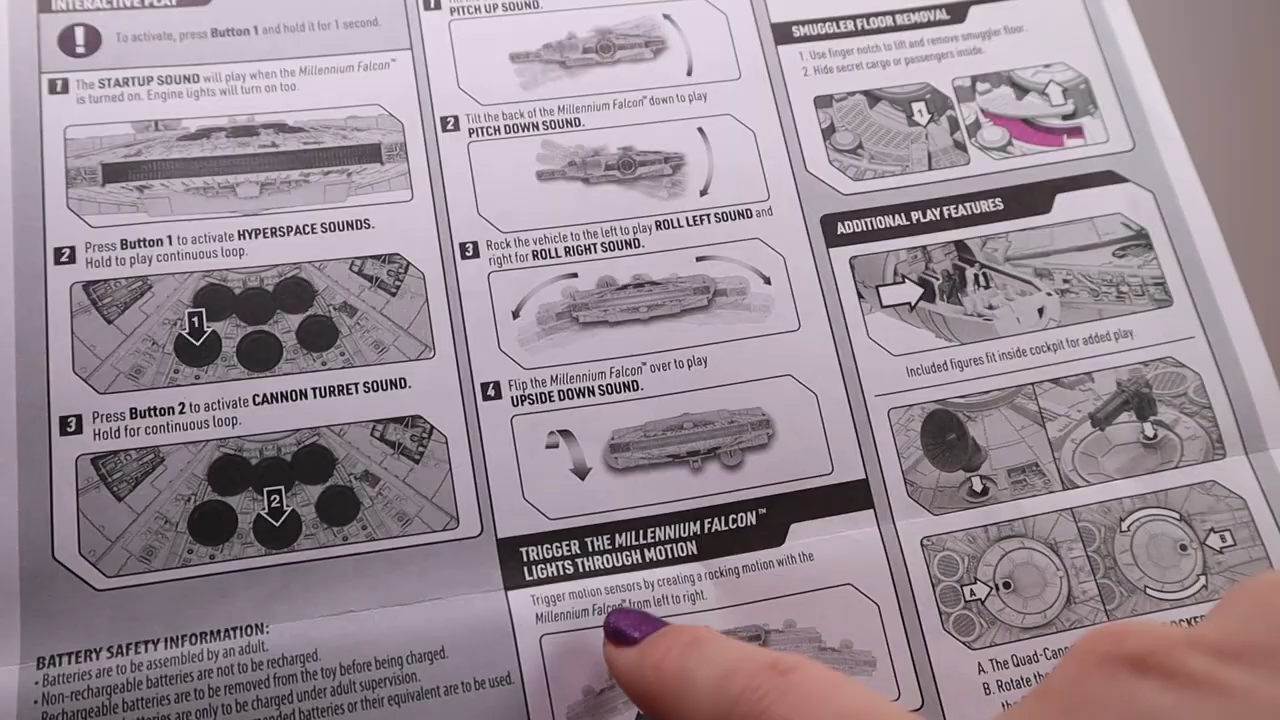 INTERACTIVE PLAY
To activate, press Button 1 and hold it for 1 second.
1 The STARTUP SOUND will play when the Millennium Falcon™
is turned on. Engine lights will turn on too.
2 Press Button 1 to activate HYPERSPACE SOUNDS.
Hold to play continuous loop.
1
3 Press Button 2 to activate CANNON TURRET SOUND.
Hold for continuous loop.
2
BATTERY SAFETY INFORMATION:
• Batteries are to be assembled by an adult.
• Non-rechargeable batteries are not to be recharged.
Rechargeable batteries are to be removed from the toy before being charged.
are only to be charged under adult supervision.
batteries or their equivalent are to be used.
1
PITCH UP SOUND.
2 Tilt the back of the Millennium Falcon™ down to play
PITCH DOWN SOUND.
3 Rock the vehicle to the left to play ROLL LEFT SOUND and
right for ROLL RIGHT SOUND.
4 Flip the Millennium Falcon™ over to play
UPSIDE DOWN SOUND.
TRIGGER THE MILLENNIUM FALCON™
LIGHTS THROUGH MOTION
Trigger motion sensors by creating a rocking motion with the
Millennium Falcon™ from left to right.
SMUGGLER FLOOR REMOVAL
1. Use finger notch to lift and remove smuggler floor.
2. Hide secret cargo or passengers inside.
1
ADDITIONAL PLAY FEATURES
Included figures fit inside cockpit for added play.
A
B
A. The
B. Rotate